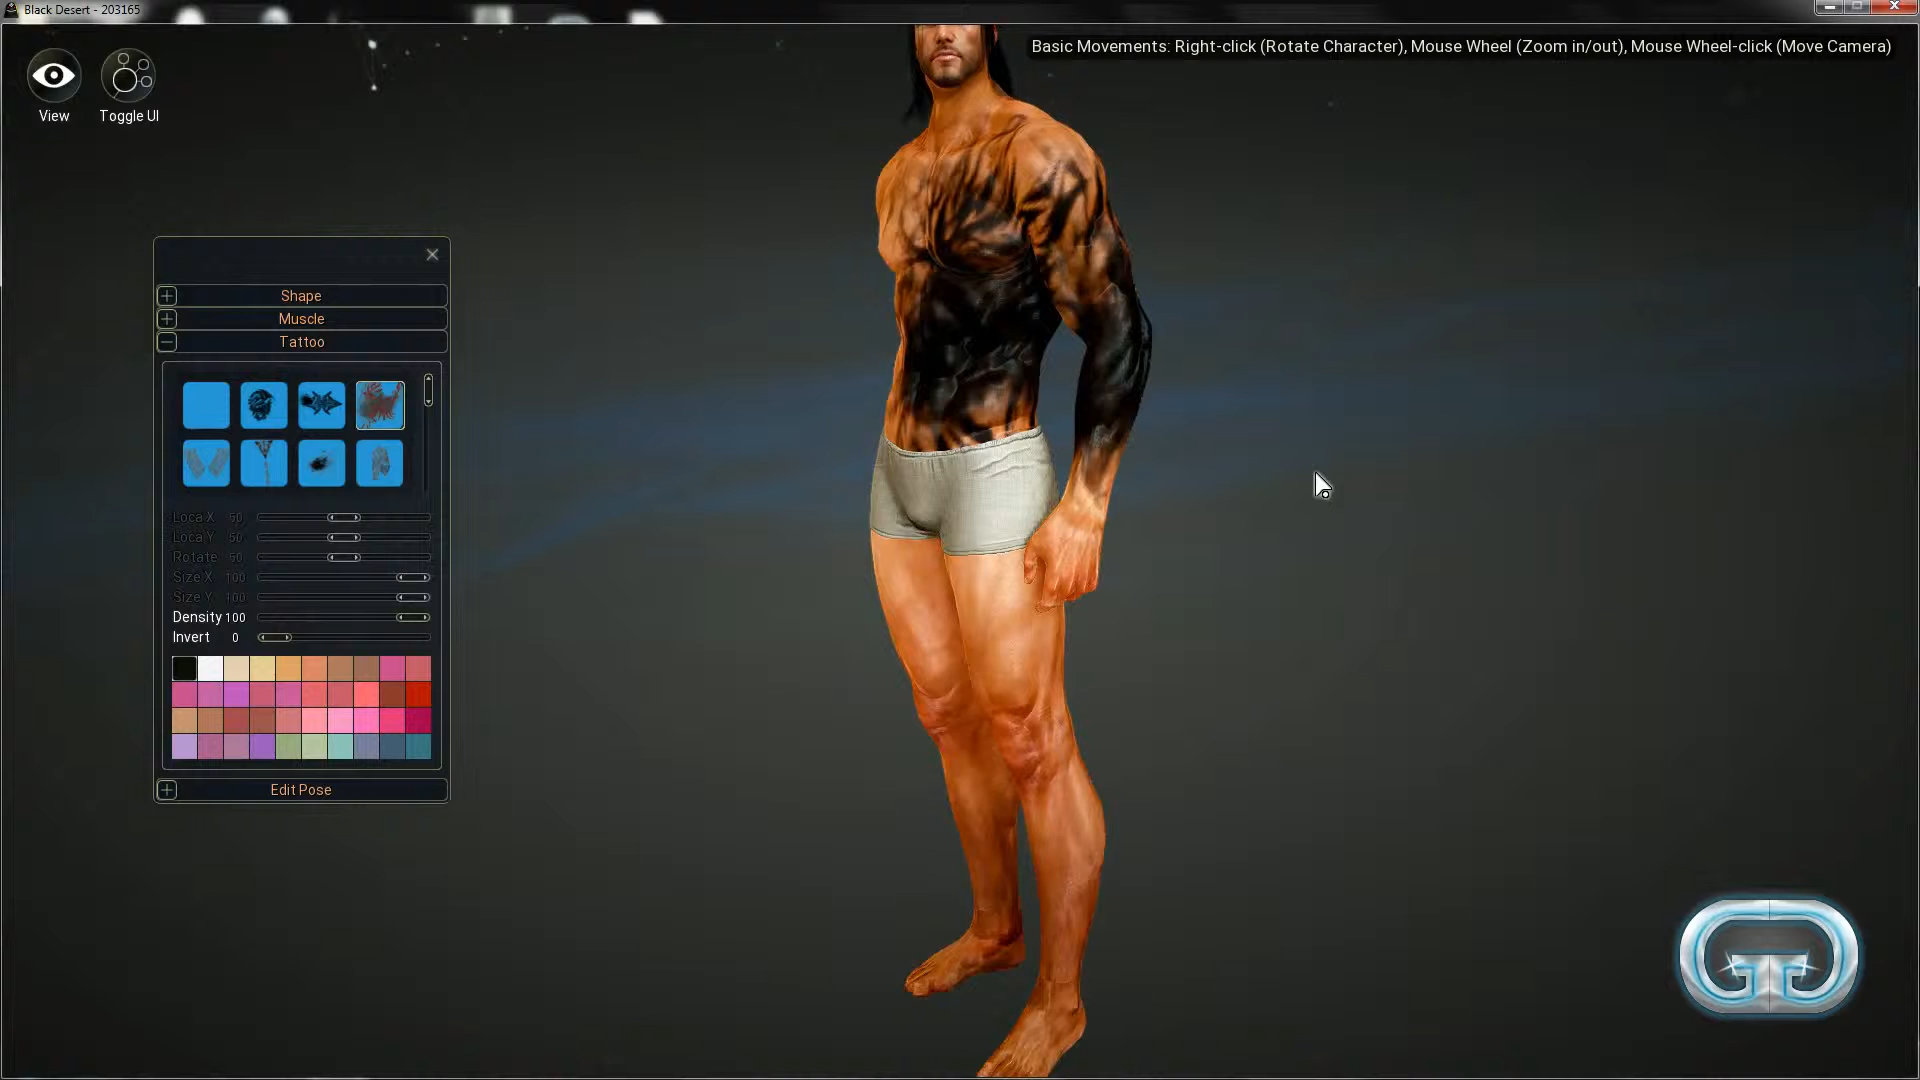 Black Desert - 203165
Basic Movements: Right-click (Rotate Character), Mouse Wheel (Zoom in/out), Mouse Wheel-click (Move Camera)
View
Toggle UI
Shape
Muscle
Tattoo
Loca X 50
Loca Y 50
Rotate 50
Size X 100
Size Y 100
Density 100
Invert 0
Edit Pose
GG